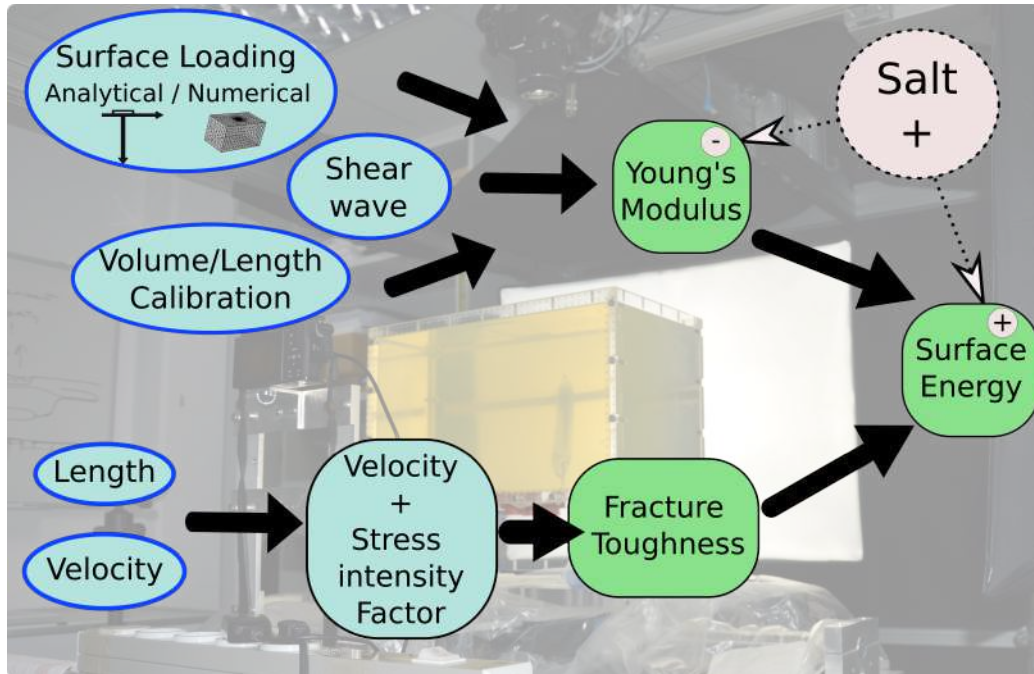 Surface Loading
Analytical / Numerical
Salt
+
Shear
wave
-
Young's
Modulus
Volume/Length
Calibration
+
Surface
Energy
Length
Velocity
Velocity
+
Stress
intensity
Factor
Fracture
Toughness